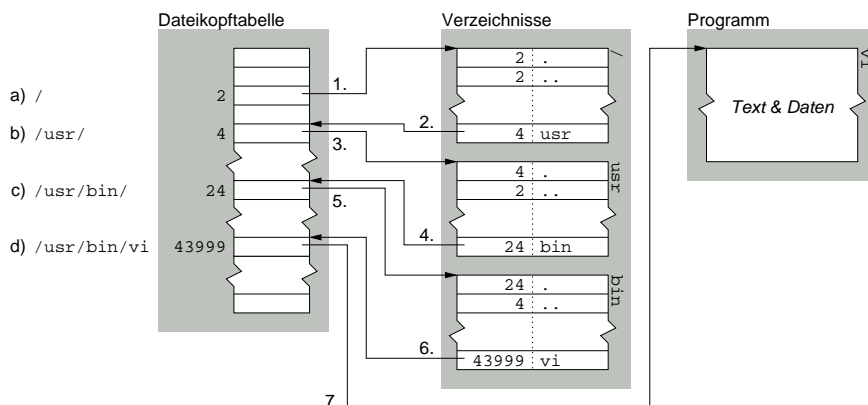 Dateikopftabelle
Verzeichnisse
Programm
a) / 2
b) /usr/ 4
c) /usr/bin/ 24
d) /usr/bin/vi 43999
1.
2.
3.
4.
5.
6.
7
2 .
2 ..
4 usr
/
4 .
2 ..
24 bin
usr
24 .
4 ..
43999 vi
bin
Text & Daten
vi